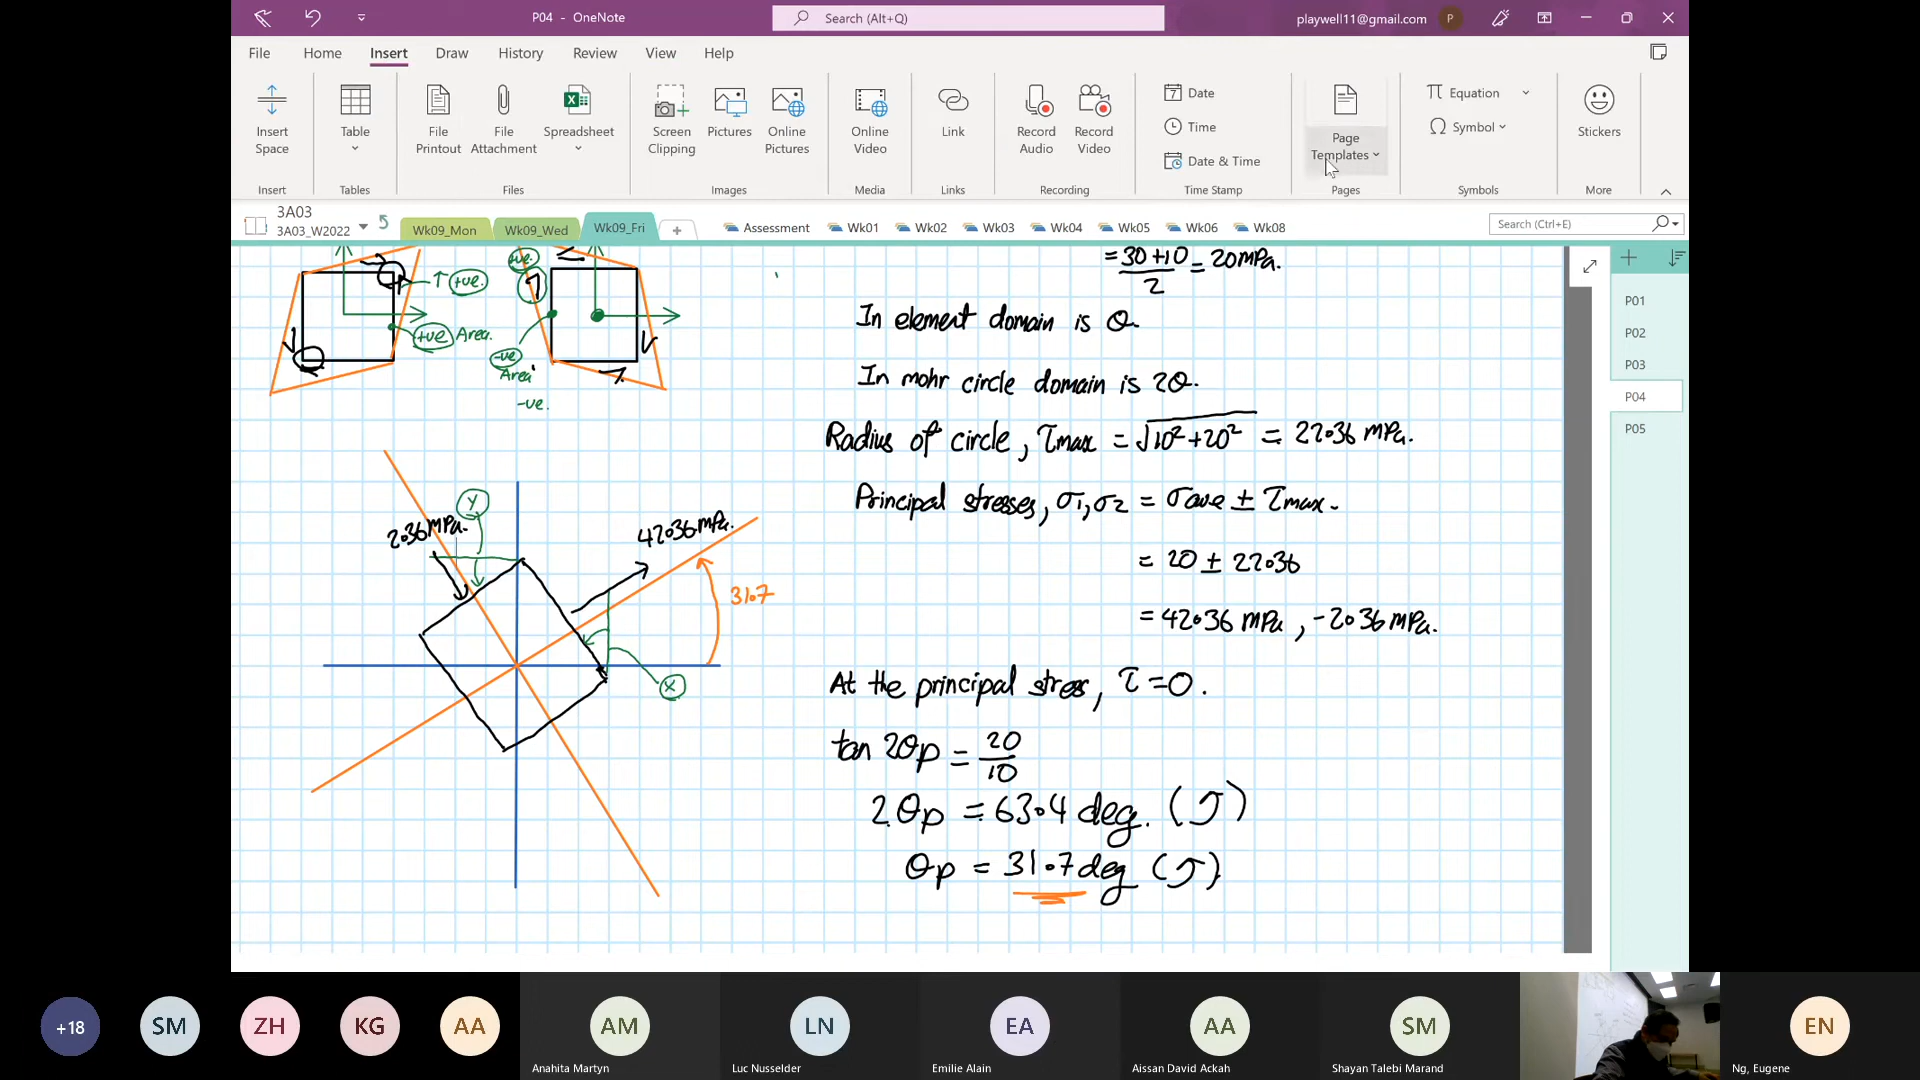 P04 - OneNote
Search (Alt+Q)
playwell11@gmail.com
P
File Home Insert Draw History Review View Help
Insert Space
Table
File Printout
File Attachment
Spreadsheet
Screen Clipping
Pictures
Online Pictures
Online Video
Link
Record Audio
Record Video
Date
Time
Date & Time
Page Templates
Equation
Symbol
Stickers
Insert Tables Files Images Media Links Recording Time Stamp Pages Symbols More
3A03
3A03_W2022
Wk09_Mon Wk09_Wed Wk09_Fri
Assessment Wk01 Wk02 Wk03 Wk04 Wk05 Wk06 Wk08
Search (Ctrl+E)
P01
P02
P03
P04
P05
↑ +ve.
+ve Area.
+ve.
-ve
Area
-ve.
= 30+10/2 = 20 MPa.
In element domain is θ.
In mohr circle domain is 2θ.
Radius of circle, τmax = √10²+20² = 22.36 MPa.
Principal stresses, σ1, σ2 = σave ± τmax.
= 20 ± 22.36
= 42.36 MPa, -2.36 MPa.
At the principal stress, τ = 0.
tan 2θp = 20/10
2θp = 63.4 deg. (↺)
θp = 31.7 deg (↺)
Y
2.36 MPa.
42.36 MPa.
31.7
X
+18
SM
ZH
KG
AA
AM
Anahita Martyn
LN
Luc Nusselder
EA
Emilie Alain
AA
Aissan David Ackah
SM
Shayan Talebi Marand
EN
Ng, Eugene